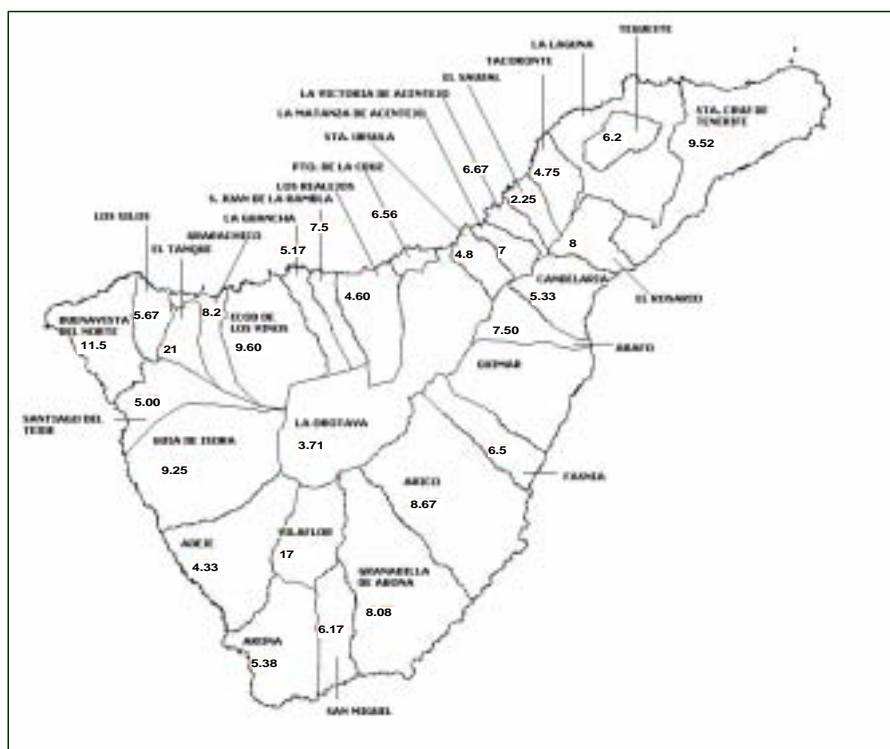 TEGUESTE
LA LAGUNA
TACORONTE
EL SAUZAL
LA VICTORIA DE ACENTEJO
LA MATANZA DE ACENTEJO
STA. URSULA
PTO. DE LA CRUZ
LOS REALEJOS
S. JUAN DE LA RAMBLA
LA GUANCHA
GARACHICO
EL TANQUE
LOS SILOS
STA. CRUZ DE
TENERIFE
9.52
6.2
6.67
4.75
2.25
6.56
7.5
5.17
4.8
7
8
CANDELARIA
5.33
EL ROSARIO
4.60
8.2
ICOD DE
LOS VINOS
9.60
5.67
BUENAVISTA
DEL NORTE
11.5
21
7.50
ARAFO
GUIMAR
5.00
SANTIAGO DEL
TEIDE
GUIA DE ISORA
9.25
LA OROTAVA
3.71
6.5
FASNIA
ARICO
8.67
ADEJE
4.33
VILAFLOR
17
GRANADILLA
DE ABONA
8.08
6.17
ARONA
5.38
SAN MIGUEL